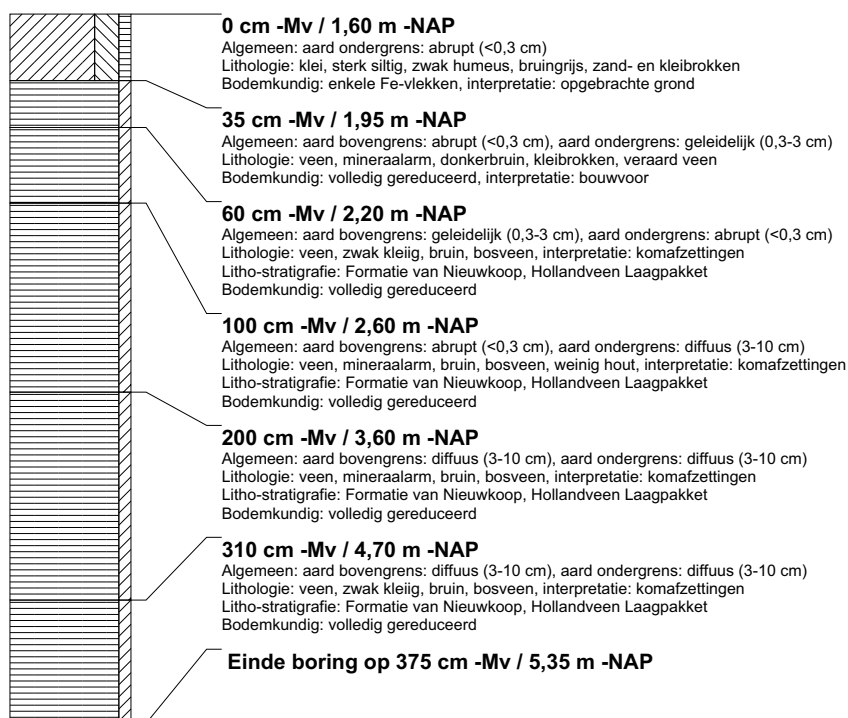 0 cm -Mv / 1,60 m -NAP
Algemeen: aard ondergrens: abrupt (<0,3 cm)
Lithologie: klei, sterk siltig, zwak humeus, bruingrijs, zand- en kleibrokken
Bodemkundig: enkele Fe-vlekken, interpretatie: opgebrachte grond
35 cm -Mv / 1,95 m -NAP
Algemeen: aard bovengrens: abrupt (<0,3 cm), aard ondergrens: geleidelijk (0,3-3 cm)
Lithologie: veen, mineraalarm, donkerbruin, kleibrokken, veraard veen
Bodemkundig: volledig gereduceerd, interpretatie: bouwvoor
60 cm -Mv / 2,20 m -NAP
Algemeen: aard bovengrens: geleidelijk (0,3-3 cm), aard ondergrens: abrupt (<0,3 cm)
Lithologie: veen, zwak kleiig, bruin, bosveen, interpretatie: komafzettingen
Litho-stratigrafie: Formatie van Nieuwkoop, Hollandveen Laagpakket
Bodemkundig: volledig gereduceerd
100 cm -Mv / 2,60 m -NAP
Algemeen: aard bovengrens: abrupt (<0,3 cm), aard ondergrens: diffuus (3-10 cm)
Lithologie: veen, mineraalarm, bruin, bosveen, weinig hout, interpretatie: komafzettingen
Litho-stratigrafie: Formatie van Nieuwkoop, Hollandveen Laagpakket
Bodemkundig: volledig gereduceerd
200 cm -Mv / 3,60 m -NAP
Algemeen: aard bovengrens: diffuus (3-10 cm), aard ondergrens: diffuus (3-10 cm)
Lithologie: veen, mineraalarm, bruin, bosveen, interpretatie: komafzettingen
Litho-stratigrafie: Formatie van Nieuwkoop, Hollandveen Laagpakket
Bodemkundig: volledig gereduceerd
310 cm -Mv / 4,70 m -NAP
Algemeen: aard bovengrens: diffuus (3-10 cm), aard ondergrens: diffuus (3-10 cm)
Lithologie: veen, zwak kleiig, bruin, bosveen, interpretatie: komafzettingen
Litho-stratigrafie: Formatie van Nieuwkoop, Hollandveen Laagpakket
Bodemkundig: volledig gereduceerd
Einde boring op 375 cm -Mv / 5,35 m -NAP